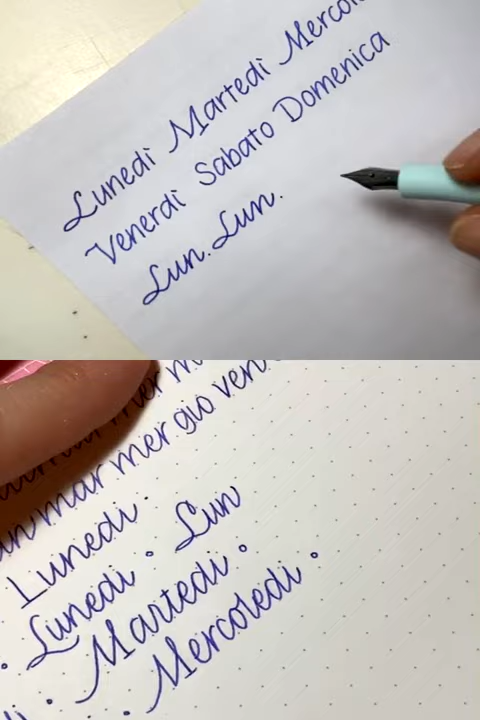 Lunedì Martedì
Venerdì Sabato Domenica
Lun. Lun.
mar mer gio ven
Lunedì.
Lunedì. Lun
Martedì.
Mercoledì.